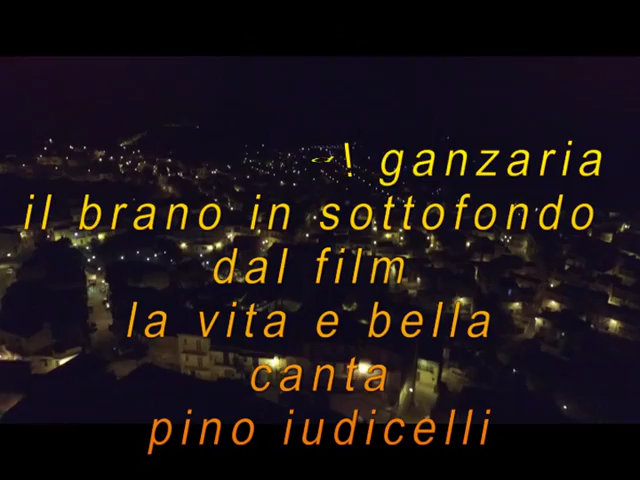 ! ganzaria
il brano in sottofondo
dal film
la vita e bella
canta
pino iudicelli